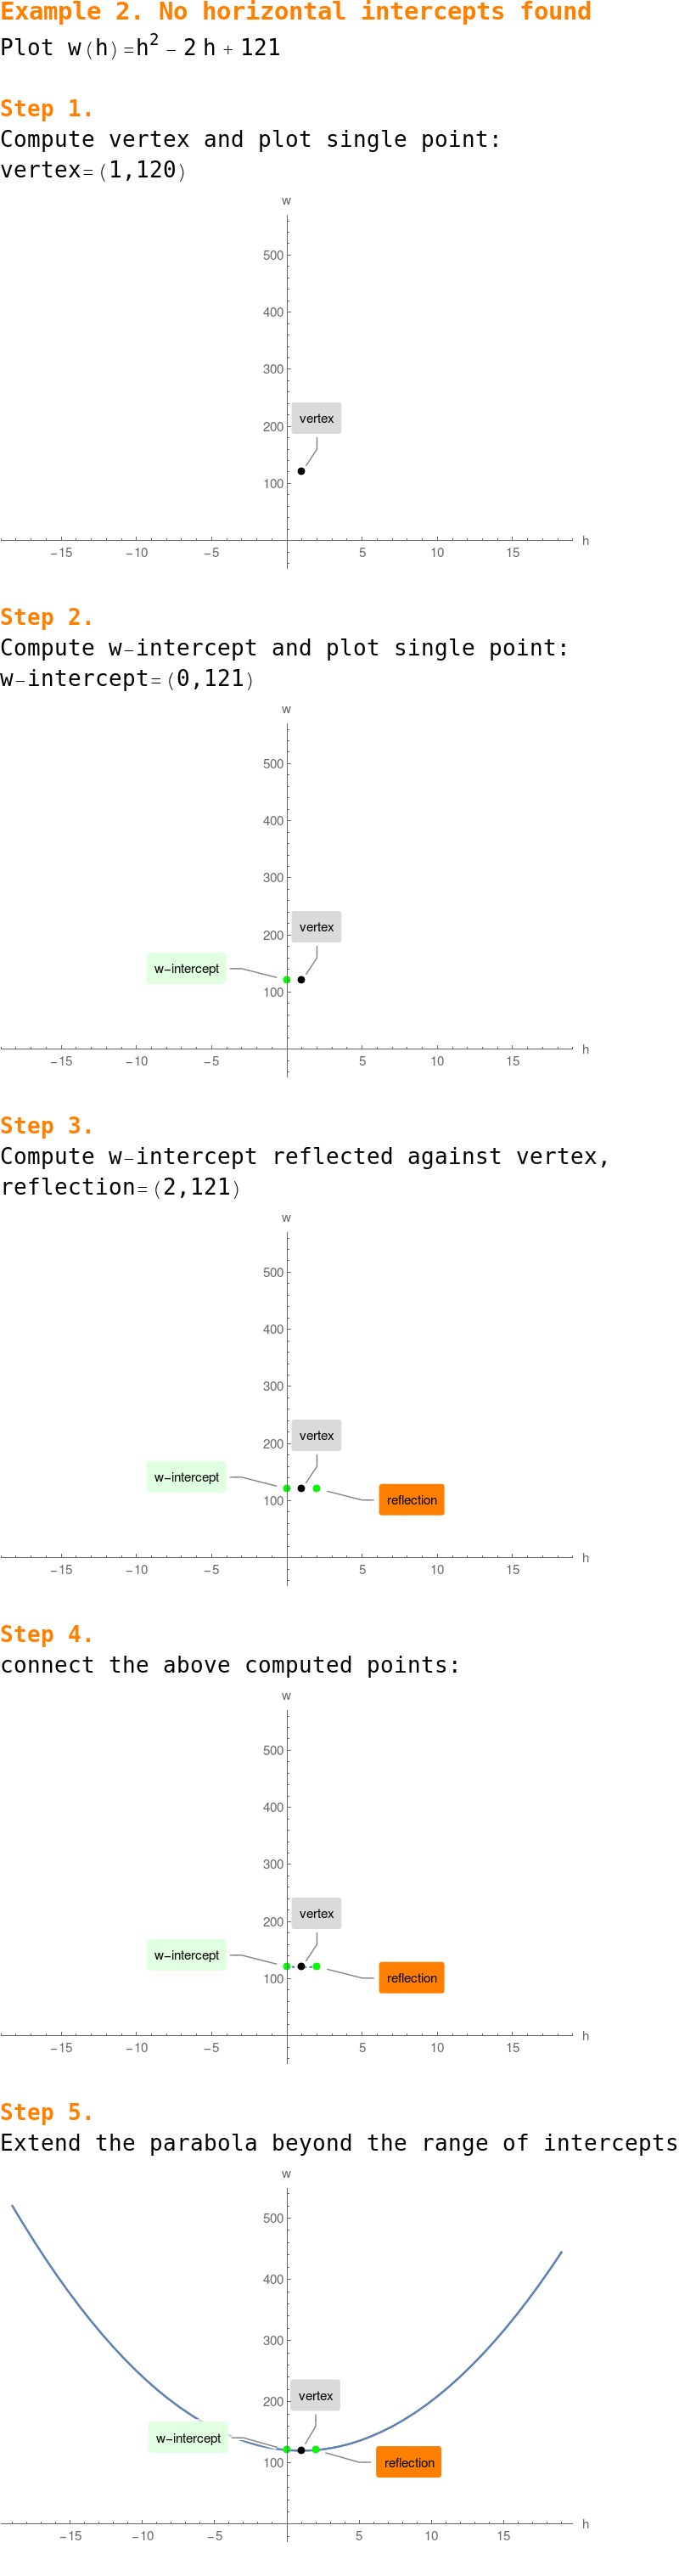 Example 2. No horizontal intercepts found
Plot w(h)=h² − 2 h + 121
Step 1.
Compute vertex and plot single point:
vertex=(1,120)
w
500
400
300
200
vertex
100
h
−15 −10 −5 5 10 15
Step 2.
Compute w−intercept and plot single point:
w−intercept=(0,121)
w
500
400
300
200
vertex
w−intercept
100
h
−15 −10 −5 5 10 15
Step 3.
Compute w−intercept reflected against vertex,
reflection=(2,121)
w
500
400
300
200
vertex
w−intercept
100
reflection
h
−15 −10 −5 5 10 15
Step 4.
connect the above computed points:
w
500
400
300
200
vertex
w−intercept
100
reflection
h
−15 −10 −5 5 10 15
Step 5.
Extend the parabola beyond the range of intercepts
w
500
400
300
200
vertex
w−intercept
100
reflection
h
−15 −10 −5 5 10 15